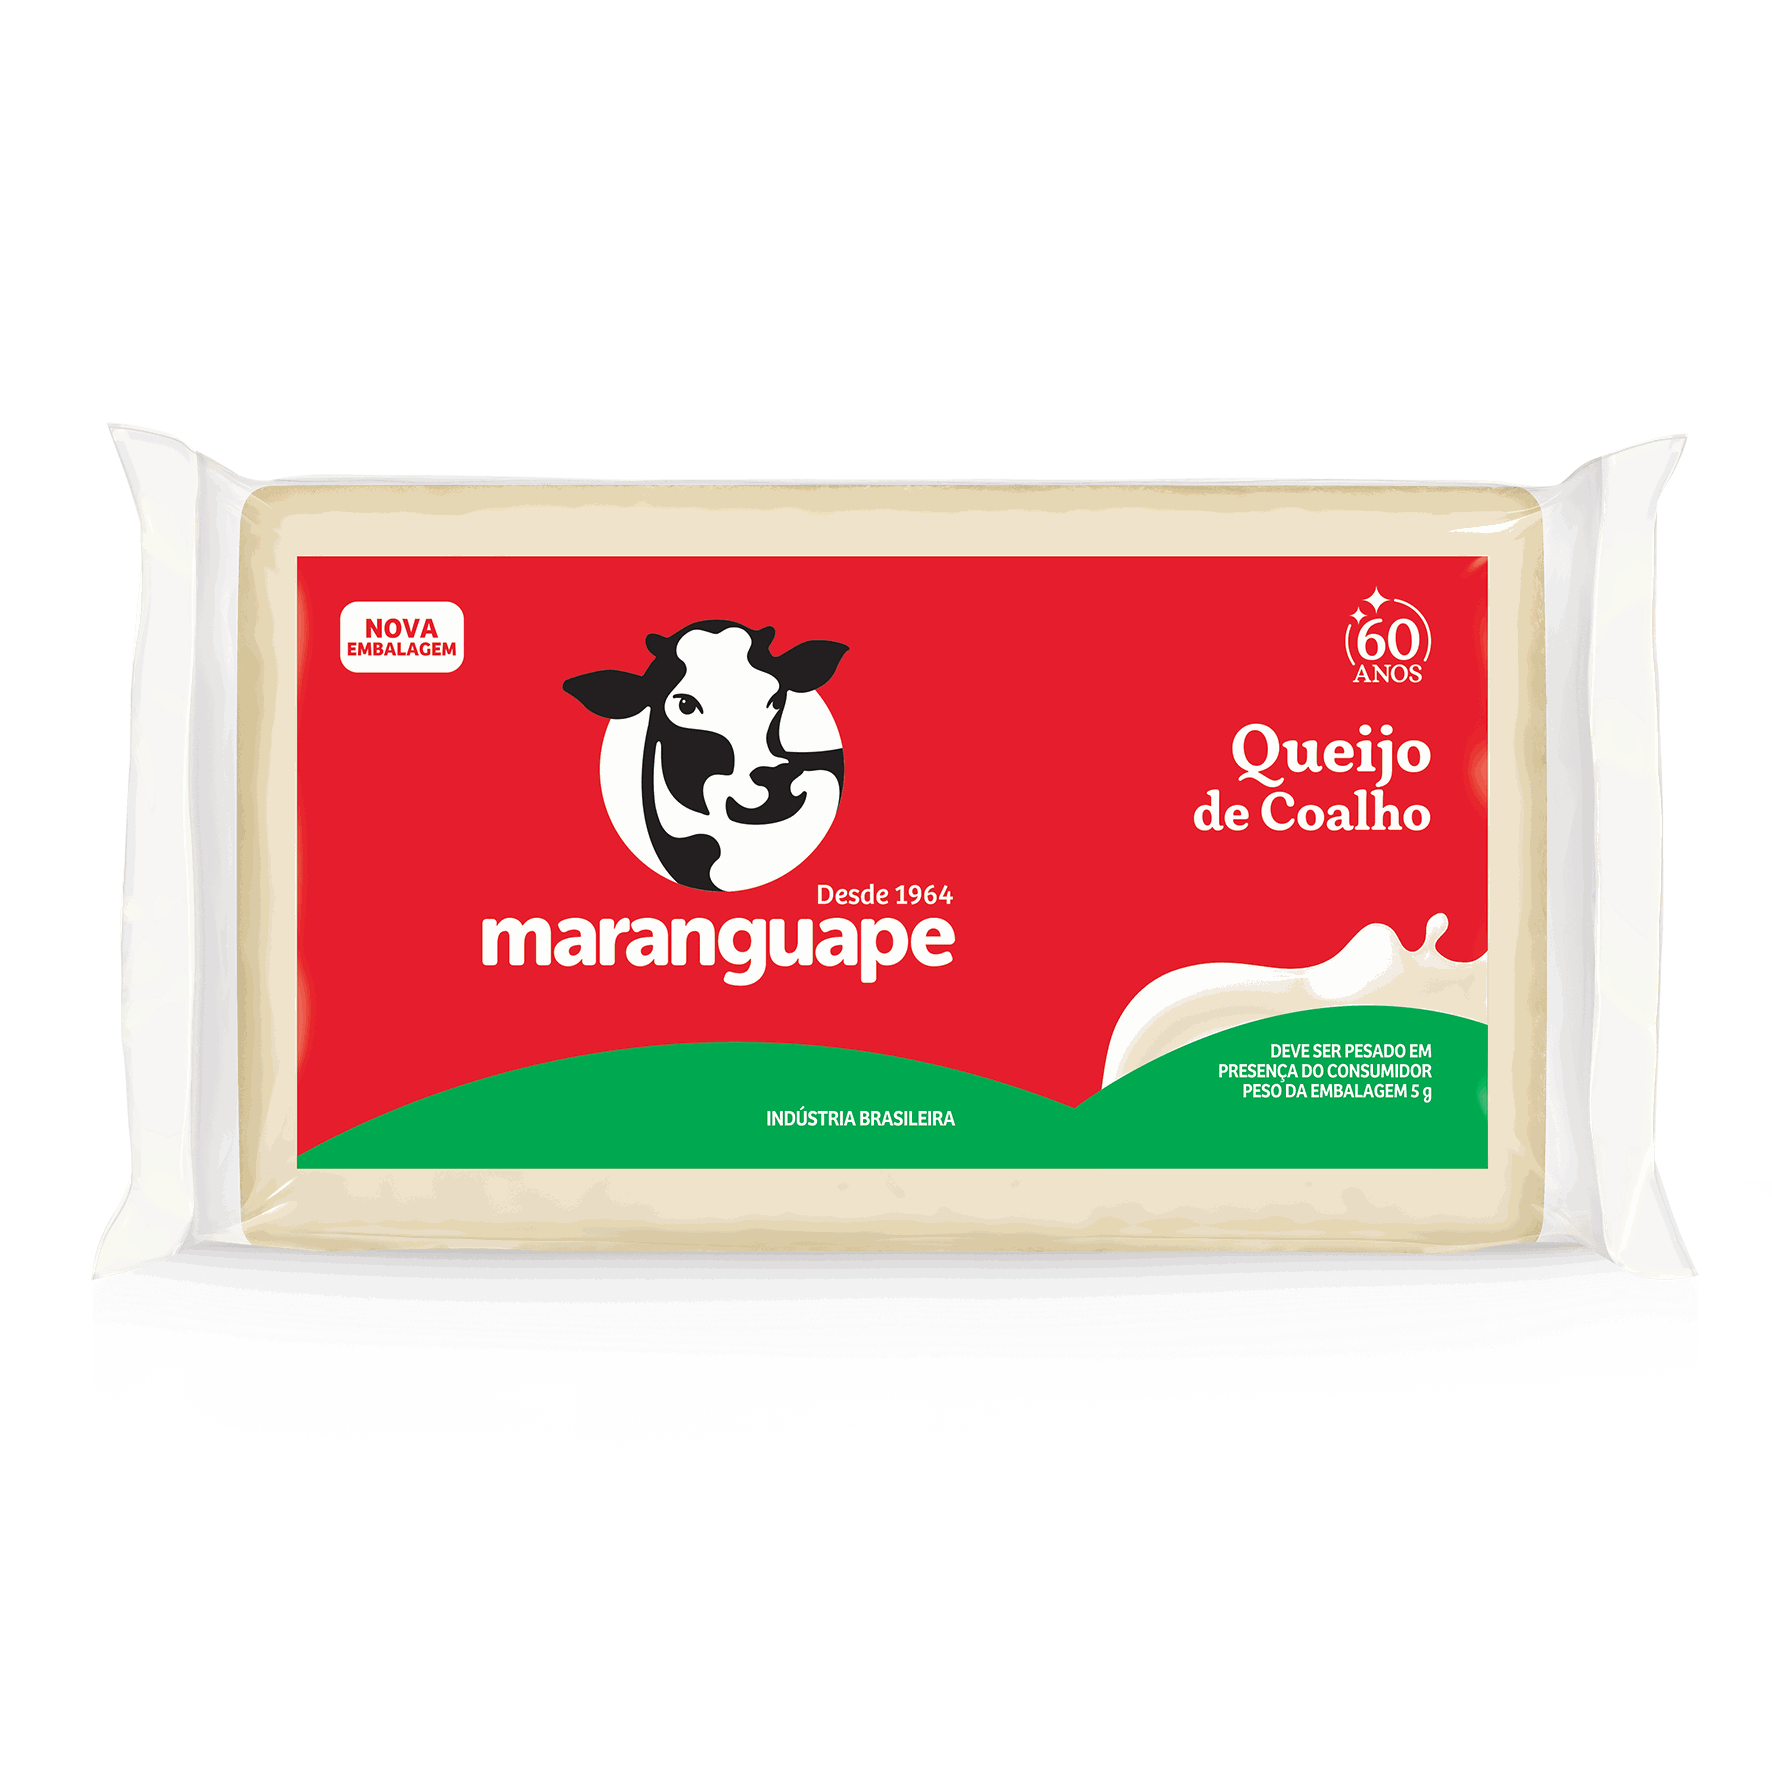 NOVA
EMBALAGEM
60
ANOS
Queijo
de Coalho
Desde 1964
maranguape
DEVE SER PESADO EM
PRESENÇA DO CONSUMIDOR
PESO DA EMBALAGEM 5 g
INDÚSTRIA BRASILEIRA